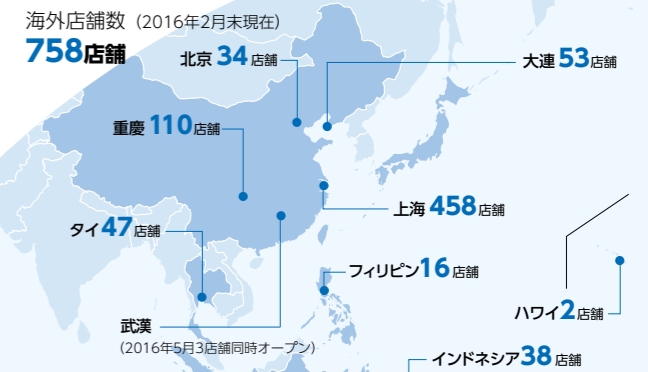 海外店舗数（2016年2月末現在）
758店舗
北京 34店舗
大連 53店舗
重慶 110店舗
上海 458店舗
タイ47店舗
フィリピン16店舗
ハワイ2店舗
武漢
（2016年5月3店舗同時オープン）
インドネシア38店舗